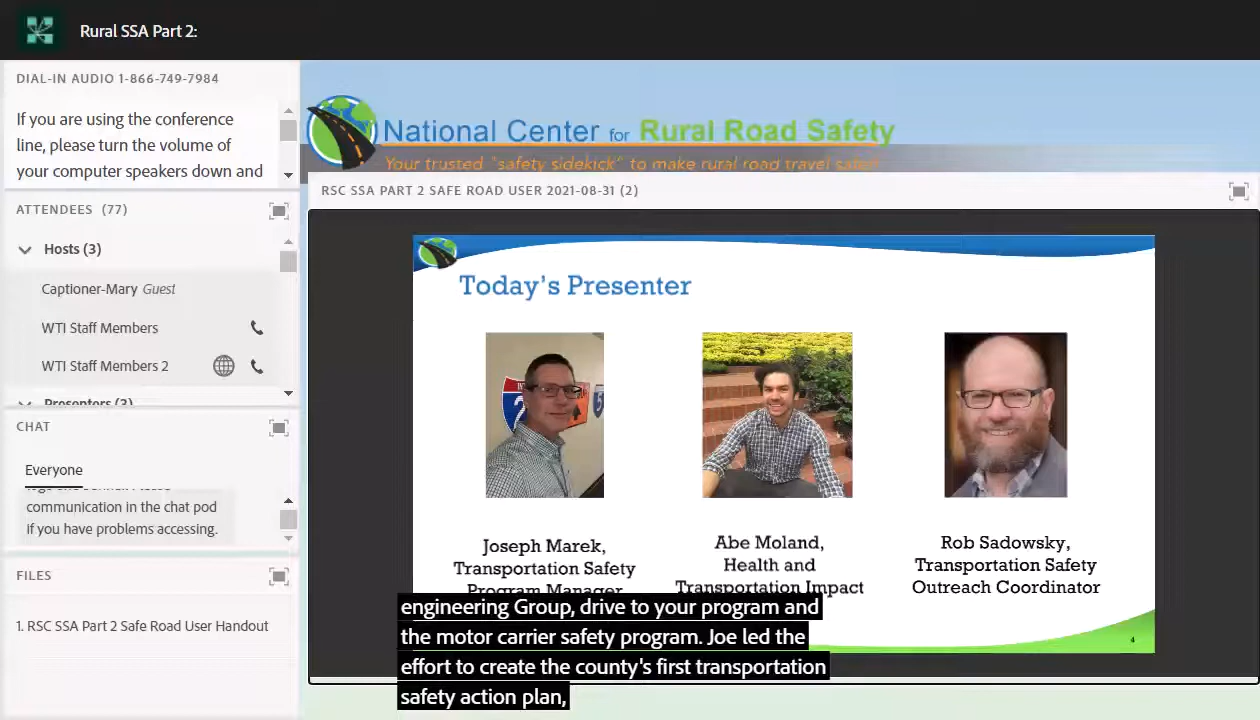 Rural SSA Part 2:
DIAL-IN AUDIO 1-866-749-7984
If you are using the conference
line, please turn the volume of
your computer speakers down and
ATTENDEES (77)
Hosts (3)
Captioner-Mary Guest
WTI Staff Members
WTI Staff Members 2
Presenters (3)
CHAT
Everyone
communication in the chat pod
if you have problems accessing.
FILES
1. RSC SSA Part 2 Safe Road User Handout
National Center for Rural Road Safety
Your trusted "safety sidekick" to make rural road travel safer!
RSC SSA PART 2 SAFE ROAD USER 2021-08-31 (2)
Today's Presenter
Joseph Marek,
Transportation Safety
Program Manager
Abe Moland,
Health and
Transportation Impact
Rob Sadowsky,
Transportation Safety
Outreach Coordinator
4
engineering Group, drive to your program and
the motor carrier safety program. Joe led the
effort to create the county's first transportation
safety action plan,